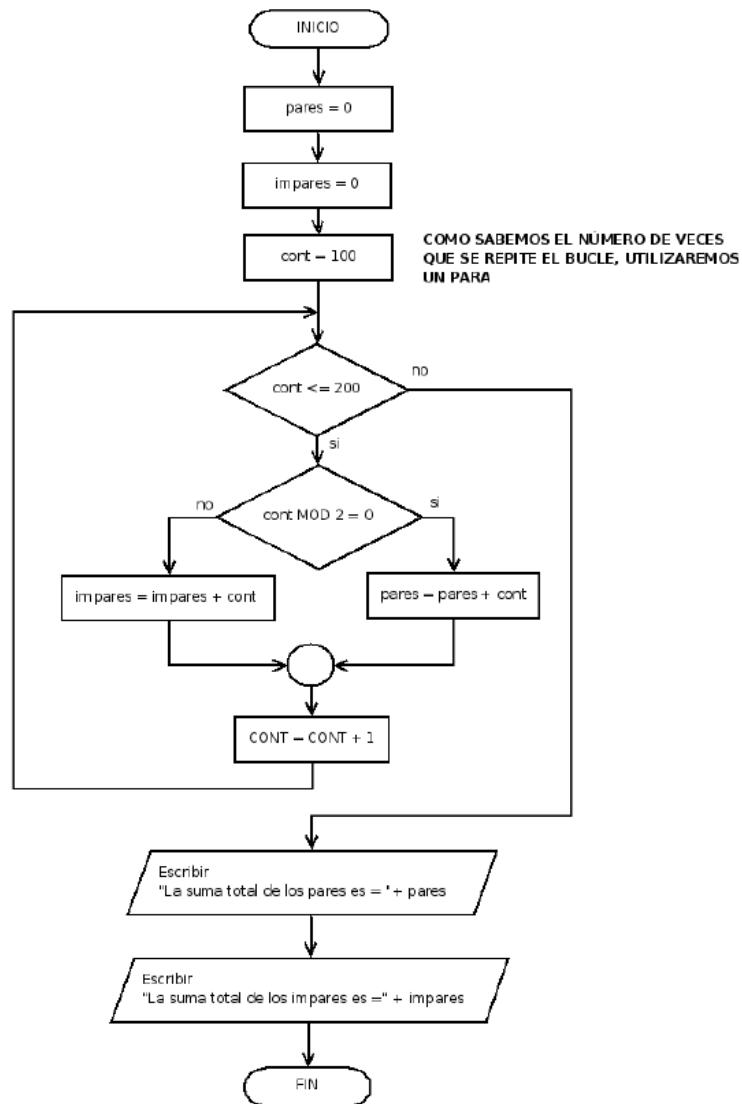 INICIO
pares = 0
impares = 0
cont = 100
COMO SABEMOS EL NÚMERO DE VECES
QUE SE REPITE EL BUCLE, UTILIZAREMOS
UN PARA
cont <= 200
no
si
cont MOD 2 = 0
no
si
impares = impares + cont
pares = pares + cont
CONT = CONT + 1
Escribir
"La suma total de los pares es = "+ pares
Escribir
"La suma total de los impares es =" + impares
FIN